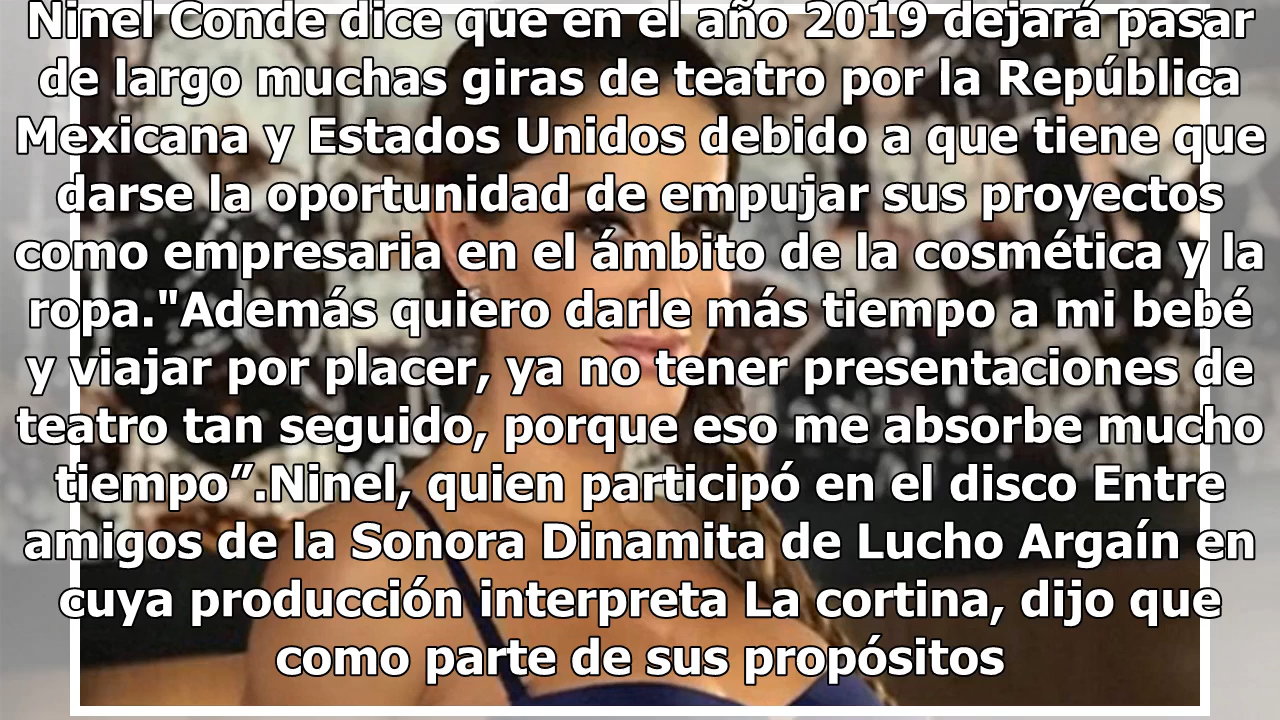 Ninel Conde dice que en el año 2019 dejará pasar
de largo muchas giras de teatro por la República
Mexicana y Estados Unidos debido a que tiene que
darse la oportunidad de empujar sus proyectos
como empresaria en el ámbito de la cosmética y la
ropa."Además quiero darle más tiempo a mi bebé
y viajar por placer, ya no tener presentaciones de
teatro tan seguido, porque eso me absorbe mucho
tiempo”.Ninel, quien participó en el disco Entre
amigos de la Sonora Dinamita de Lucho Argaín en
cuya producción interpreta La cortina, dijo que
como parte de sus propósitos